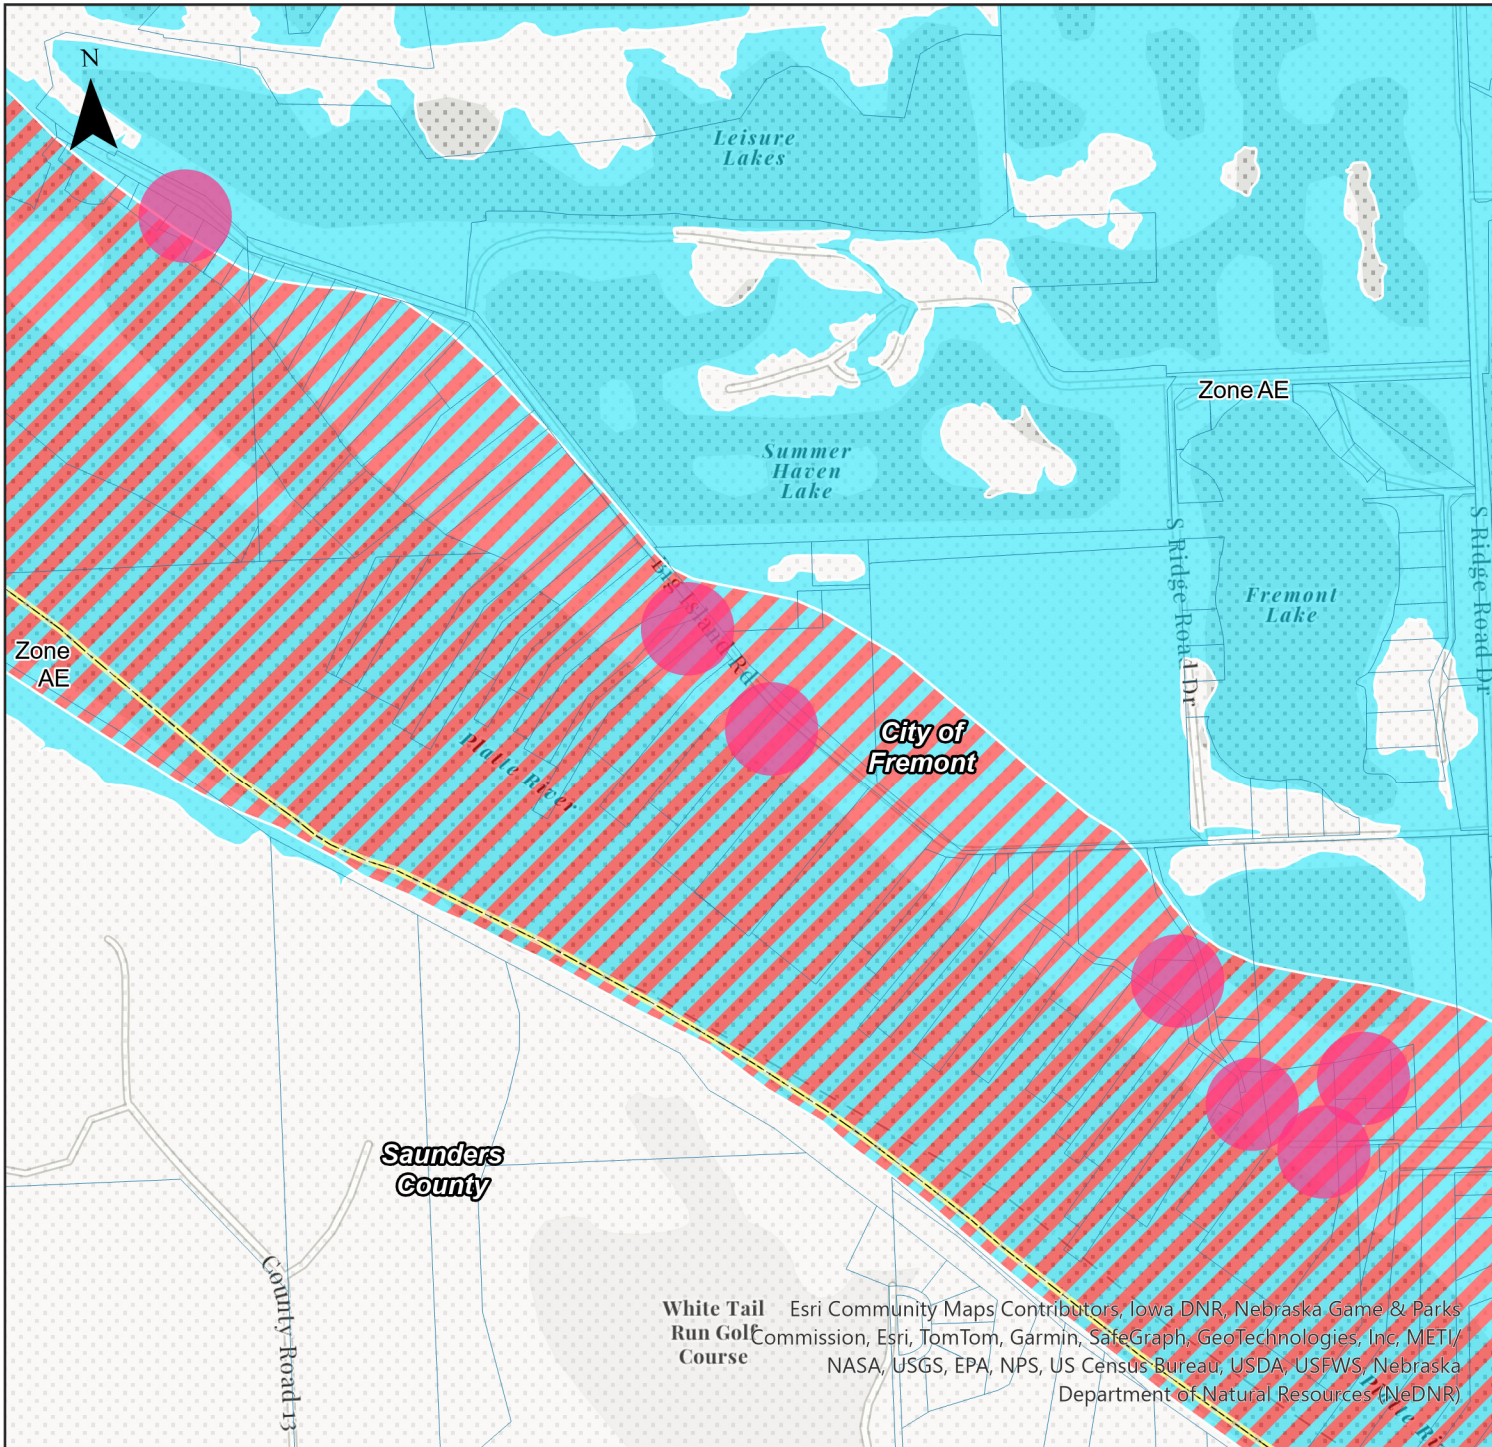 N
Leisure
Lakes
Zone AE
Summer
Haven
Lake
S Ridge Road Dr
S Ridge Road Dr
Fremont
Lake
Big Island Rd
Zone
AE
City of
Fremont
Platte River
Saunders
County
County Road 13
White Tail
Run Golf
Course
Esri Community Maps Contributors, Iowa DNR, Nebraska Game & Parks
Commission, Esri, TomTom, Garmin, SafeGraph, GeoTechnologies, Inc, METI/
NASA, USGS, EPA, NPS, US Census Bureau, USDA, USFWS, Nebraska
Department of Natural Resources (NeDNR)
Platte Ri